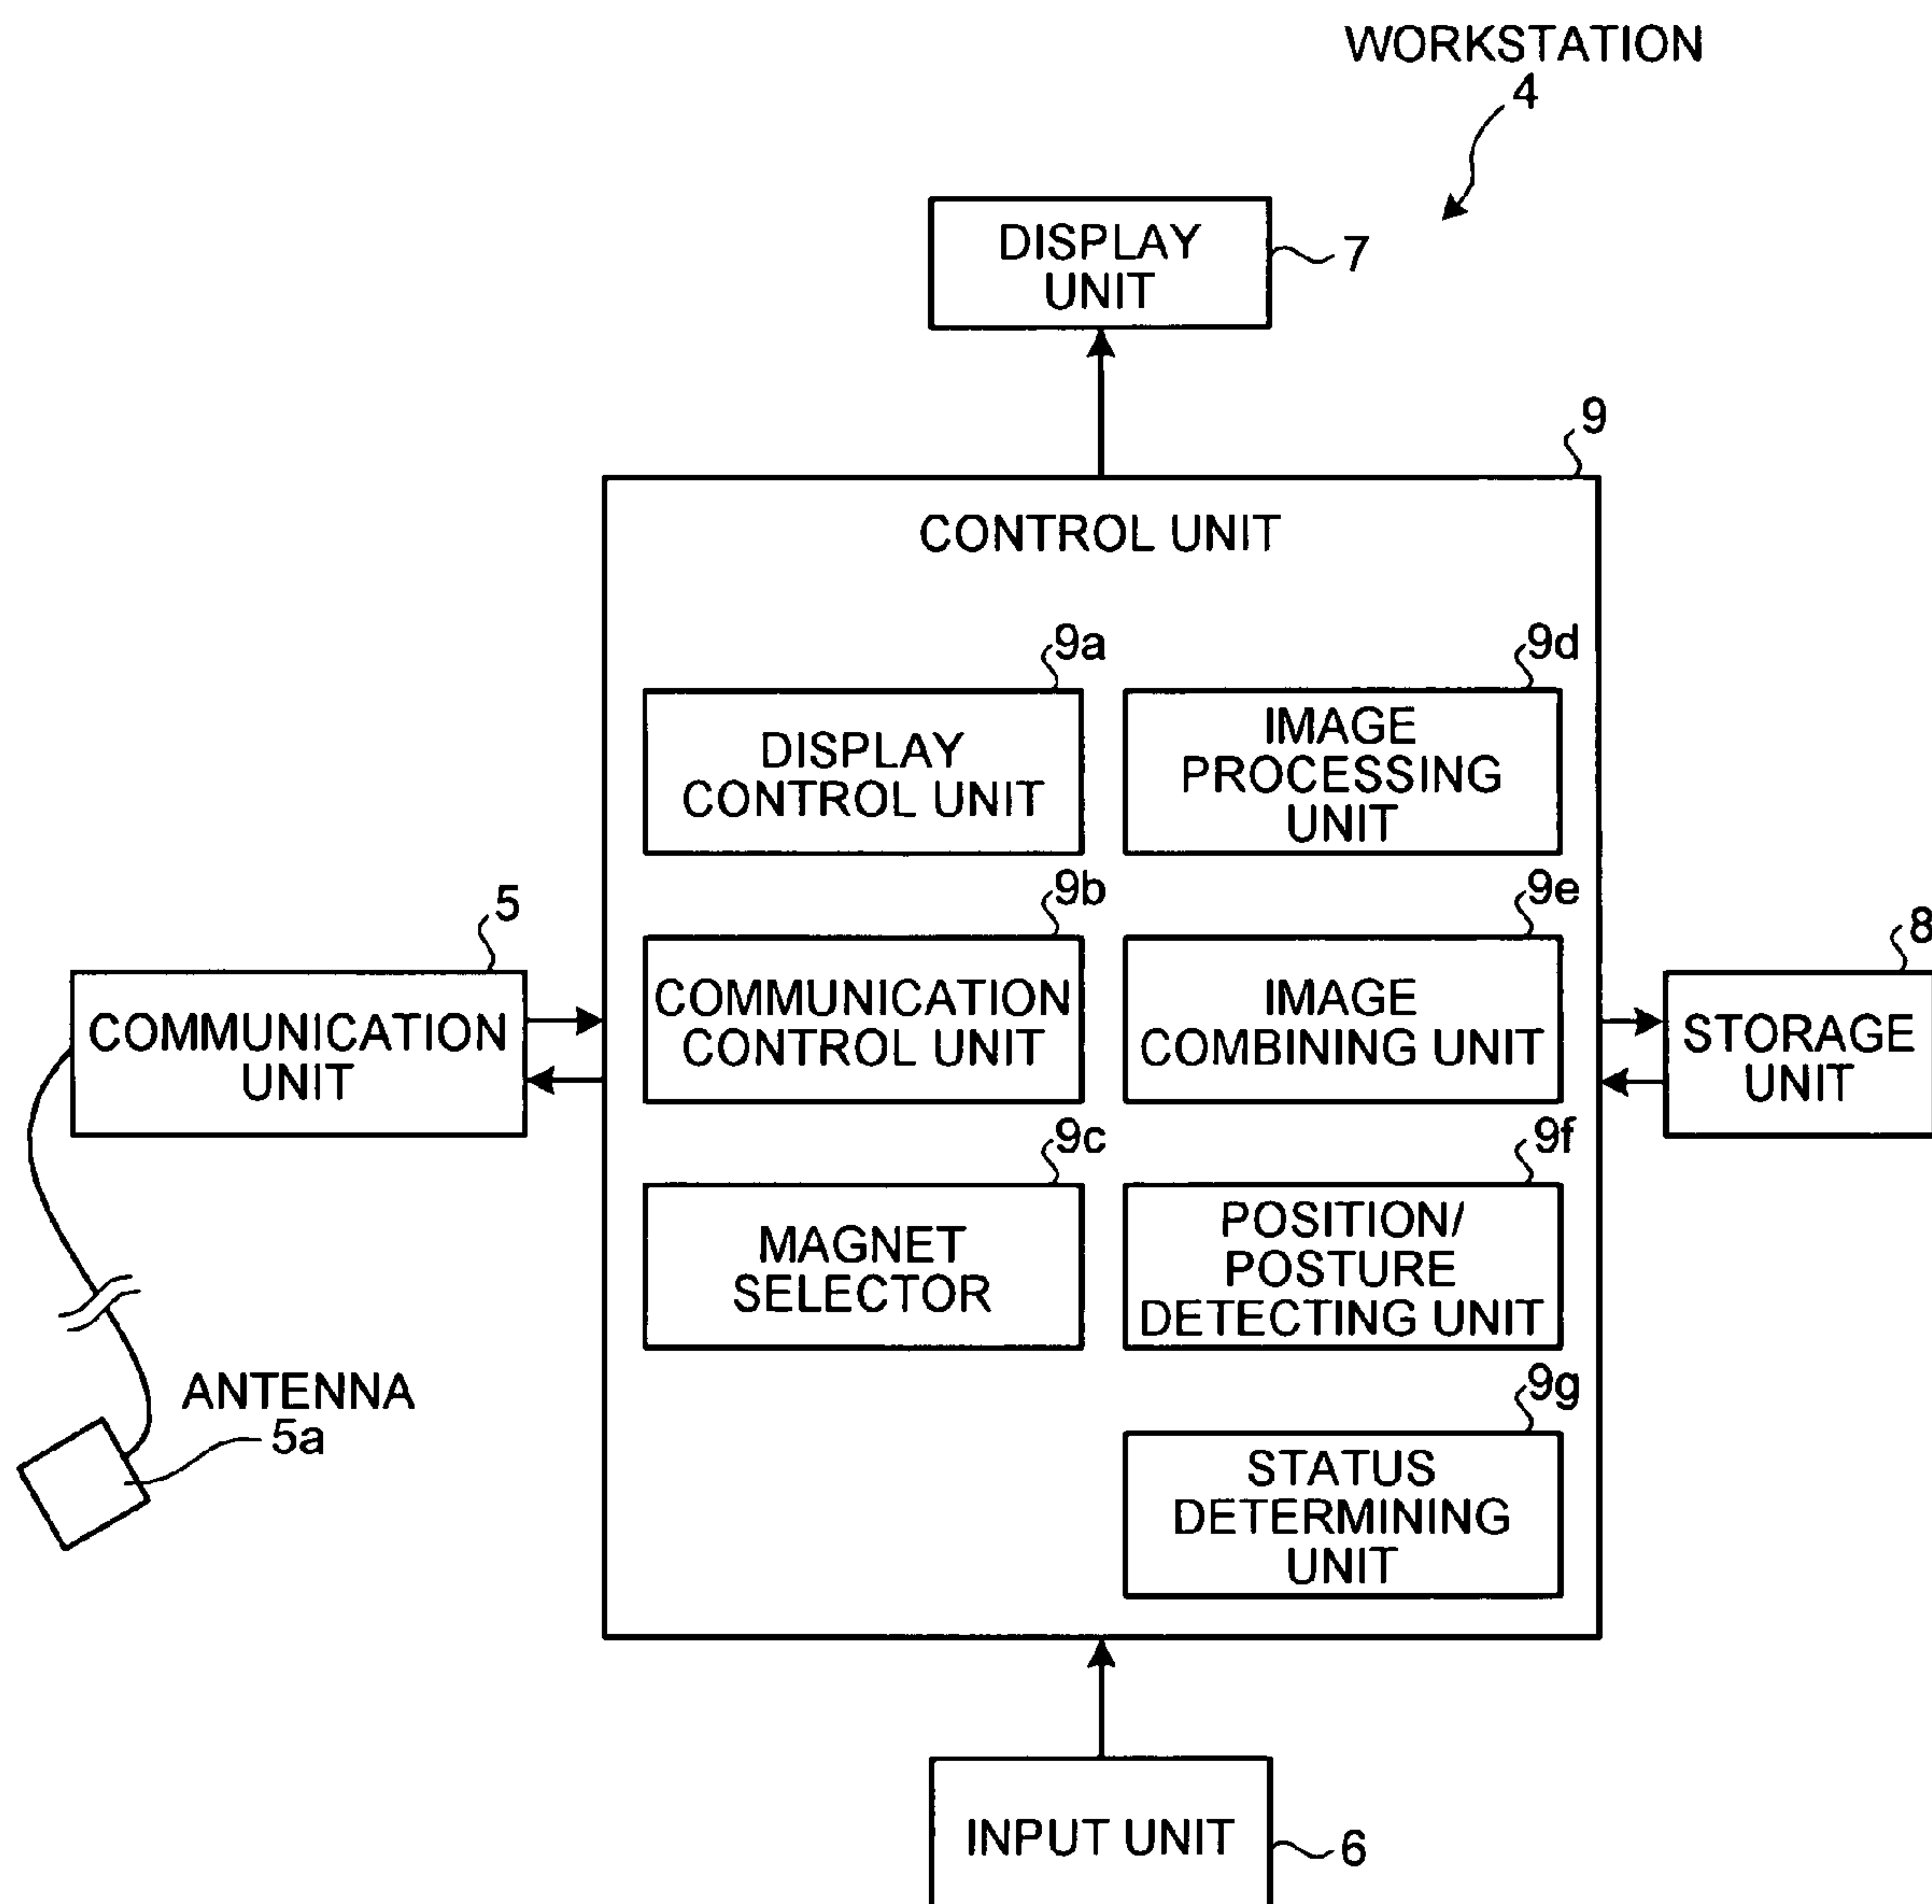 WORKSTATION
4
DISPLAY
UNIT
7
9
CONTROL UNIT
9a
DISPLAY
CONTROL UNIT
9d
IMAGE
PROCESSING
UNIT
9b
COMMUNICATION
CONTROL UNIT
9e
IMAGE
COMBINING UNIT
5
COMMUNICATION
UNIT
8
STORAGE
UNIT
9c
MAGNET
SELECTOR
9f
POSITION/
POSTURE
DETECTING UNIT
ANTENNA
5a
9g
STATUS
DETERMINING
UNIT
INPUT UNIT
6